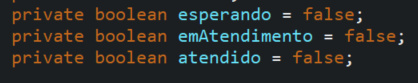 private boolean esperando = false;
private boolean emAtendimento = false;
private boolean atendido = false;